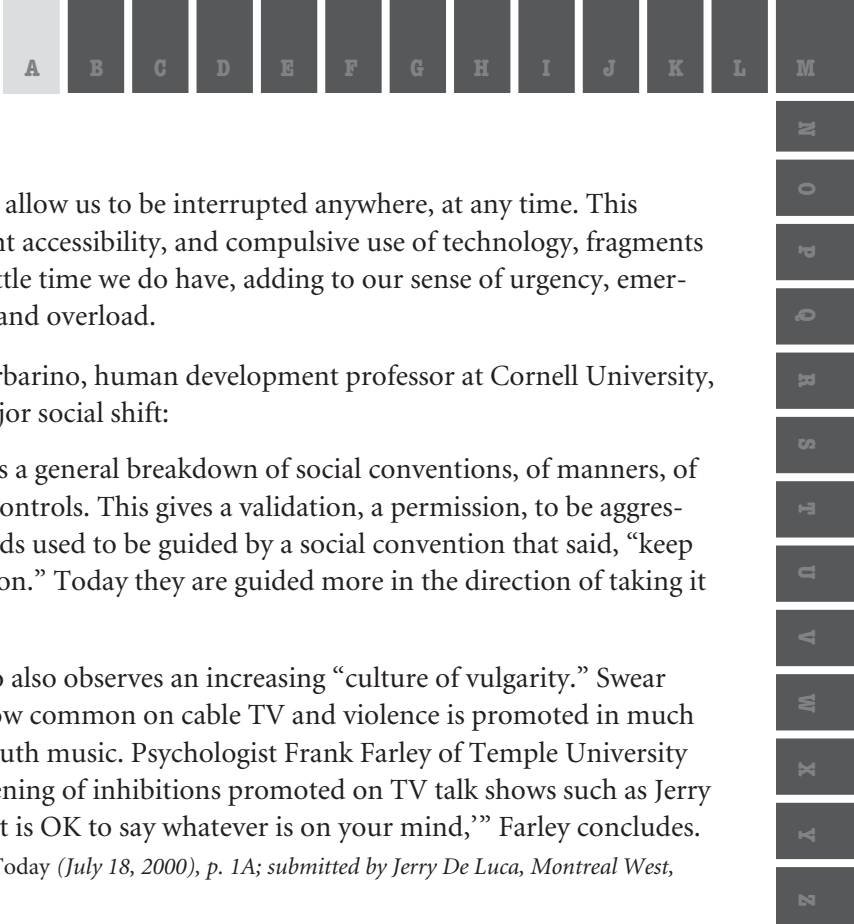 A B C D E F G H I J K L M
N
O
P
Q
R
S
T
U
V
W
X
Y
Z
allow us to be interrupted anywhere, at any time. This
nt accessibility, and compulsive use of technology, fragments
ttle time we do have, adding to our sense of urgency, emer-
and overload.
rbarino, human development professor at Cornell University,
jor social shift:
s a general breakdown of social conventions, of manners, of
ontrols. This gives a validation, a permission, to be aggres-
ds used to be guided by a social convention that said, “keep
on.” Today they are guided more in the direction of taking it
o also observes an increasing “culture of vulgarity.” Swear
ow common on cable TV and violence is promoted in much
uth music. Psychologist Frank Farley of Temple University
ening of inhibitions promoted on TV talk shows such as Jerry
t is OK to say whatever is on your mind,’” Farley concludes.
Today (July 18, 2000), p. 1A; submitted by Jerry De Luca, Montreal West,